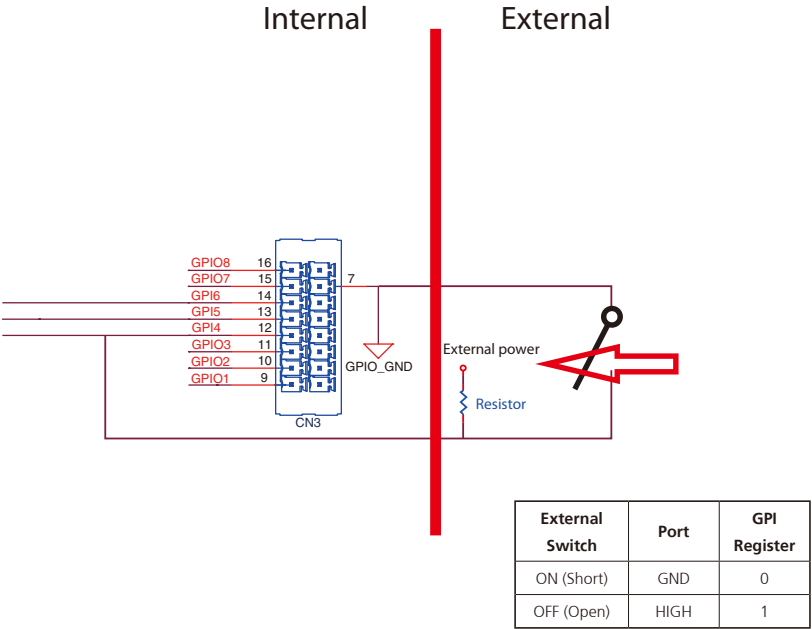 Internal External
GPIO8 16
GPIO7 15 7
GPI6 14
GPI5 13
GPI4 12
GPIO3 11
GPIO2 10
GPIO1 9
GPIO_GND
CN3
External power
Resistor
External Switch Port GPI Register
ON (Short) GND 0
OFF (Open) HIGH 1